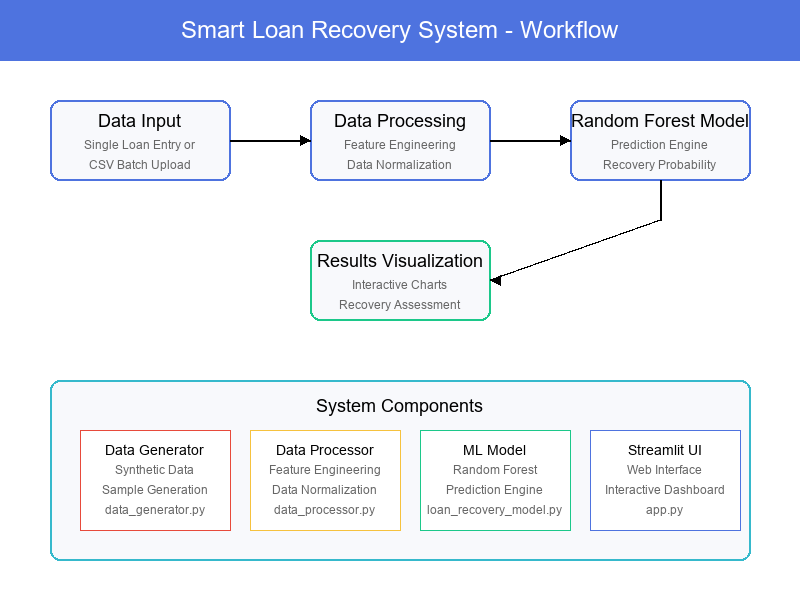 Smart Loan Recovery System - Workflow
Data Input
Single Loan Entry or
CSV Batch Upload
Data Processing
Feature Engineering
Data Normalization
Random Forest Model
Prediction Engine
Recovery Probability
Results Visualization
Interactive Charts
Recovery Assessment
System Components
Data Generator
Synthetic Data
Sample Generation
data_generator.py
Data Processor
Feature Engineering
Data Normalization
data_processor.py
ML Model
Random Forest
Prediction Engine
loan_recovery_model.py
Streamlit UI
Web Interface
Interactive Dashboard
app.py